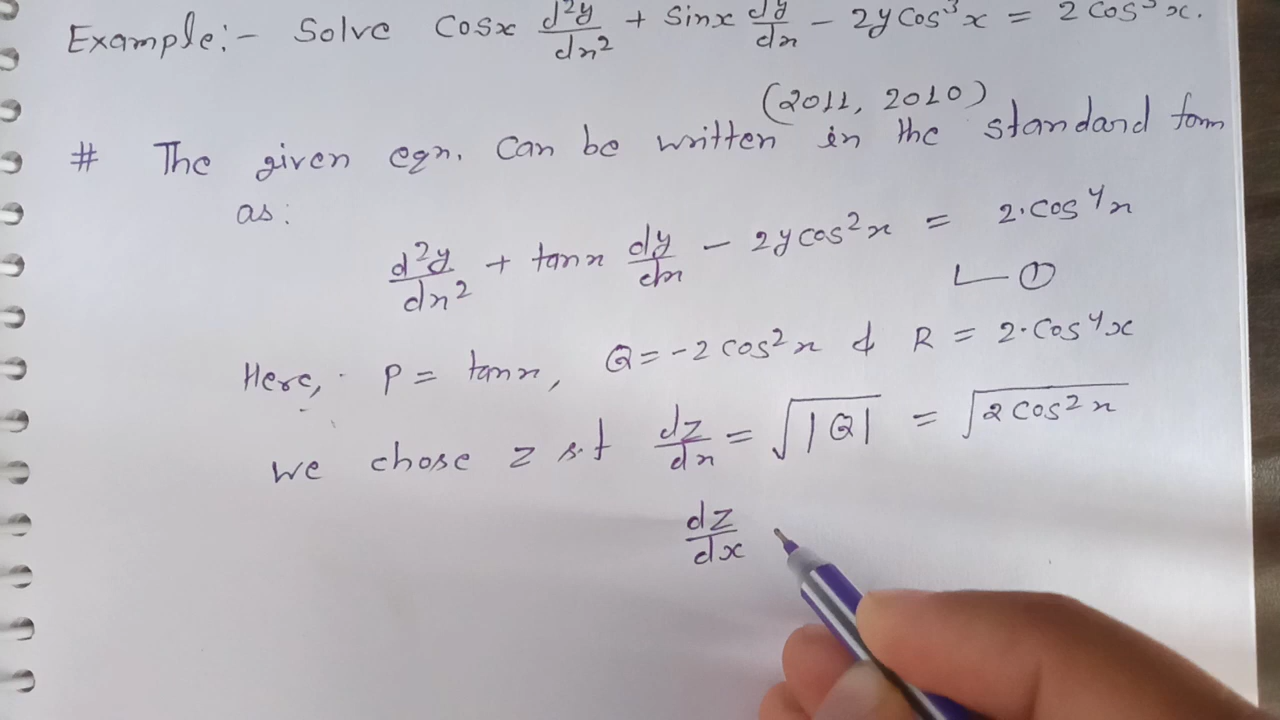 Example:- Solve Cosx d²y/dx² + Sinx dy/dx - 2y Cos³x = 2 Cos⁵x.
(2011, 2010)
# The given eqn. Can be written in the standard form
as:
d²y/dx² + tanx dy/dx - 2y cos²x = 2·cos⁴x
①
Here, P = tanx, Q = -2 cos²x & R = 2·Cos⁴x
we chose z s.t dz/dx = √|Q| = √2 Cos²x
dz/dx